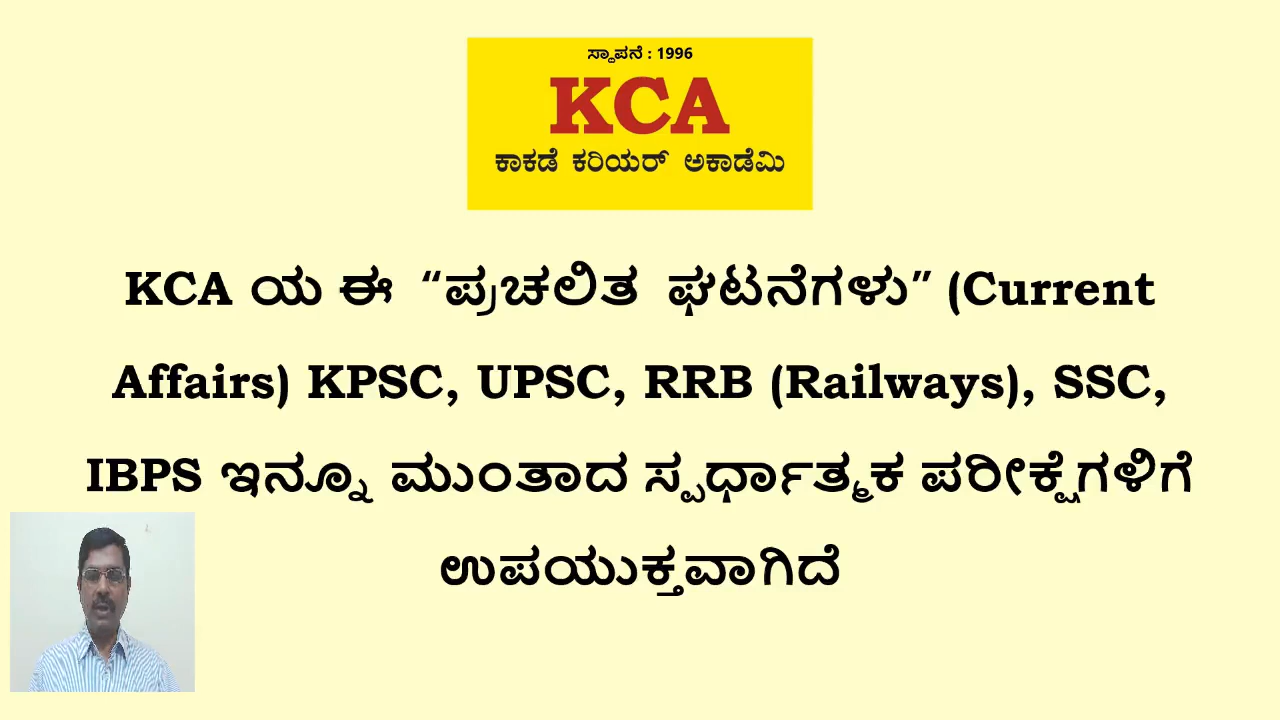 ಸ್ಥಾಪನೆ : 1996
KCA
ಕಾಕಡೆ ಕರಿಯರ್ ಅಕಾಡೆಮಿ
KCA ಯ ಈ “ಪ್ರಚಲಿತ ಘಟನೆಗಳು” (Current
Affairs) KPSC, UPSC, RRB (Railways), SSC,
IBPS ಇನ್ನೂ ಮುಂತಾದ ಸ್ಪರ್ಧಾತ್ಮಕ ಪರೀಕ್ಷೆಗಳಿಗೆ
ಉಪಯುಕ್ತವಾಗಿದೆ